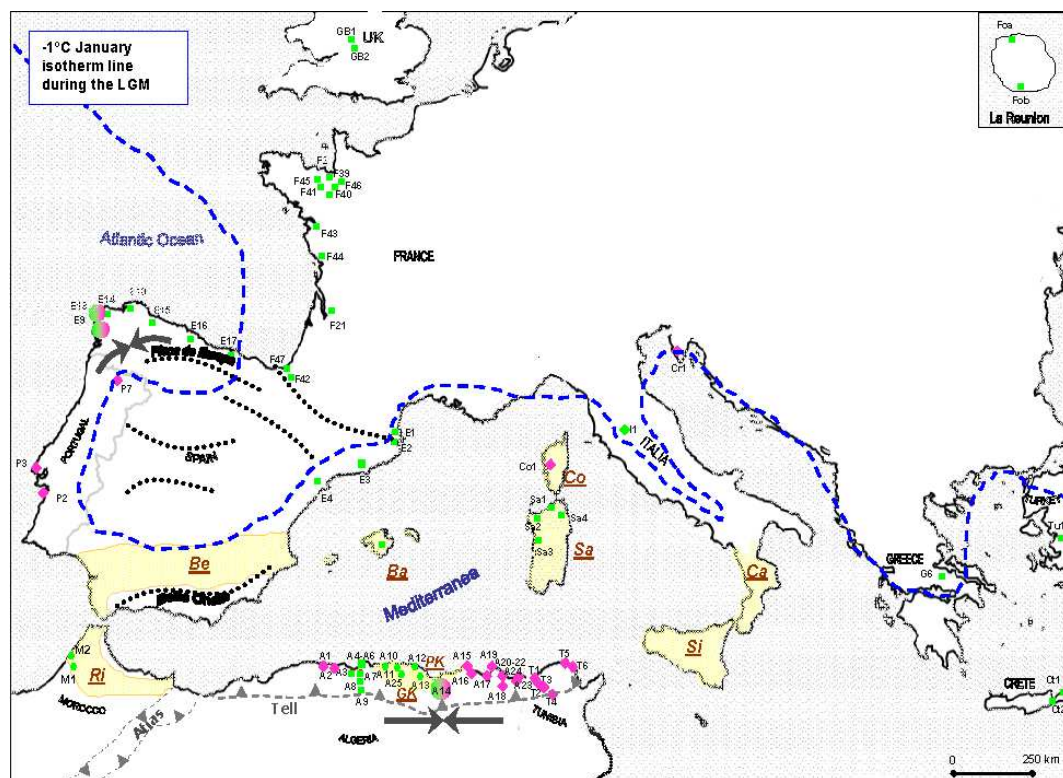 -1°C January
isotherm line
during the LGM
GB1
UK
GB2
Foa
Fob
La Reunion
F39
F45
F46
F41
F40
F43
F44
FRANCE
F21
Atlantic Ocean
E13
E14
E15
E9
E16
E17
F47
F42
P7
PORTUGAL
SPAIN
P3
P2
E1
E2
E3
E4
Cr1
I1
ITALIA
Co1
Co
Sa1
Sa2
Sa4
Sa3
Sa
Be
Ba
Ca
Si
Mediterranea
GREECE
G6
CRETE
Ct1
Ct2
M2
M1
Ri
MOROCCO
Atlas
Tell
A1
A4-A6
A10
A12
PK
A2
A3
A7
A11
A25
A13
GK
A14
A8
A9
A15
A19
A20-22
A16
A17
A24
A18
A23
T5
T6
T1
T3
T2
T4
ALGERIA
TUNISIA
0 250 km